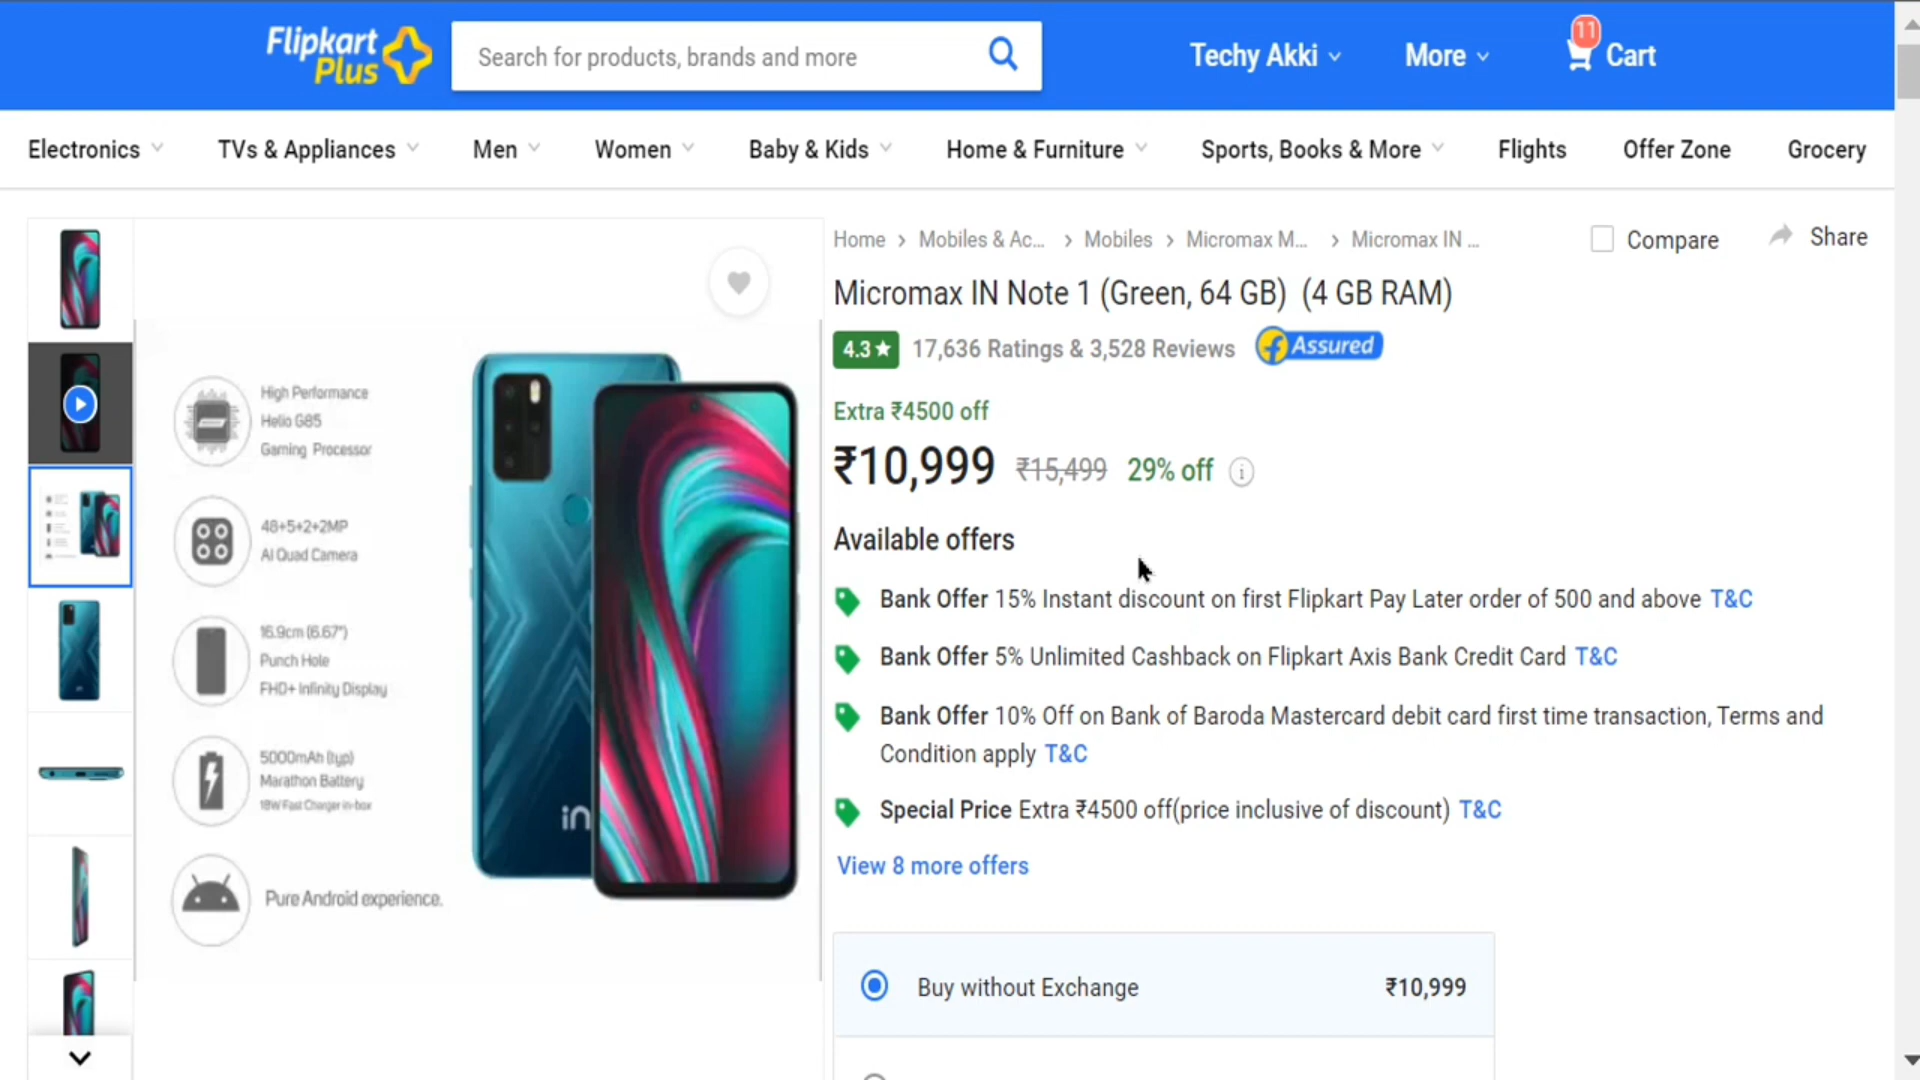 Flipkart
Plus
Search for products, brands and more
Techy Akki
More
11
Cart
Electronics
TVs & Appliances
Men
Women
Baby & Kids
Home & Furniture
Sports, Books & More
Flights
Offer Zone
Grocery
Home › Mobiles & Ac... › Mobiles › Micromax M... › Micromax IN ...
Compare
Share
Micromax IN Note 1 (Green, 64 GB) (4 GB RAM)
4.3★ 17,636 Ratings & 3,528 Reviews
Assured
Extra ₹4500 off
₹10,999 ₹15,499 29% off
Available offers
Bank Offer 15% Instant discount on first Flipkart Pay Later order of 500 and above T&C
Bank Offer 5% Unlimited Cashback on Flipkart Axis Bank Credit Card T&C
Bank Offer 10% Off on Bank of Baroda Mastercard debit card first time transaction, Terms and
Condition apply T&C
Special Price Extra ₹4500 off(price inclusive of discount) T&C
View 8 more offers
Buy without Exchange
₹10,999
High Performance
Helio G85
Gaming Processor
48+5+2+2MP
AI Quad Camera
16.9cm (6.67")
Punch Hole
FHD+ Infinity Display
5000mAh (typ)
Marathon Battery
18W Fast Charger in-box
Pure Android experience.
in